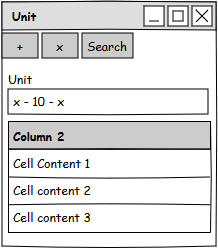 Unit
+ x Search
Unit
x - 10 - x
Column 2
Cell Content 1
Cell content 2
Cell content 3